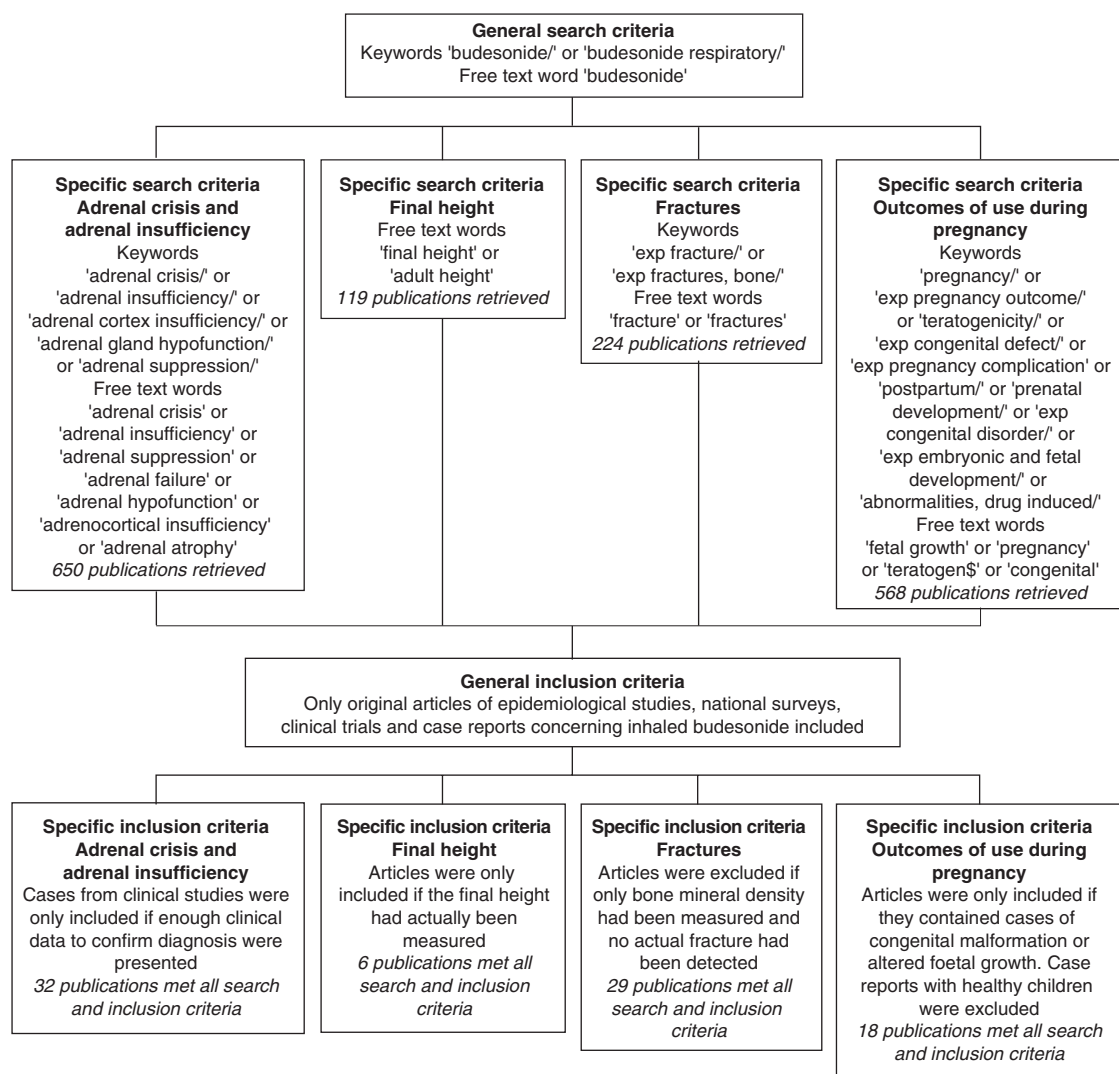 General search criteria
Keywords 'budesonide/' or 'budesonide respiratory/'
Free text word 'budesonide'
Specific search criteria
Adrenal crisis and
adrenal insufficiency
Keywords
'adrenal crisis/' or
'adrenal insufficiency/' or
'adrenal cortex insufficiency/' or
'adrenal gland hypofunction/'
or 'adrenal suppression/'
Free text words
'adrenal crisis' or
'adrenal insufficiency' or
'adrenal suppression' or
'adrenal failure' or
'adrenal hypofunction' or
'adrenocortical insufficiency'
or 'adrenal atrophy'
650 publications retrieved
Specific search criteria
Final height
Free text words
'final height' or
'adult height'
119 publications retrieved
Specific search criteria
Fractures
Keywords
'exp fracture/' or
'exp fractures, bone/'
Free text words
'fracture' or 'fractures'
224 publications retrieved
Specific search criteria
Outcomes of use during
pregnancy
Keywords
'pregnancy/' or
'exp pregnancy outcome/'
or 'teratogenicity/' or
'exp congenital defect/' or
'exp pregnancy complication' or
'postpartum/' or 'prenatal
development/' or 'exp
congenital disorder/' or
'exp embryonic and fetal
development/' or
'abnormalities, drug induced/'
Free text words
'fetal growth' or 'pregnancy'
or 'teratogen$' or 'congenital'
568 publications retrieved
General inclusion criteria
Only original articles of epidemiological studies, national surveys,
clinical trials and case reports concerning inhaled budesonide included
Specific inclusion criteria
Adrenal crisis and
adrenal insufficiency
Cases from clinical studies were
only included if enough clinical
data to confirm diagnosis were
presented
32 publications met all search
and inclusion criteria
Specific inclusion criteria
Final height
Articles were only
included if the final height
had actually been
measured
6 publications met all
search and inclusion
criteria
Specific inclusion criteria
Fractures
Articles were excluded if
only bone mineral density
had been measured and
no actual fracture had
been detected
29 publications met all
search and inclusion
criteria
Specific inclusion criteria
Outcomes of use during
pregnancy
Articles were only included if
they contained cases of
congenital malformation or
altered foetal growth. Case
reports with healthy children
were excluded
18 publications met all search
and inclusion criteria